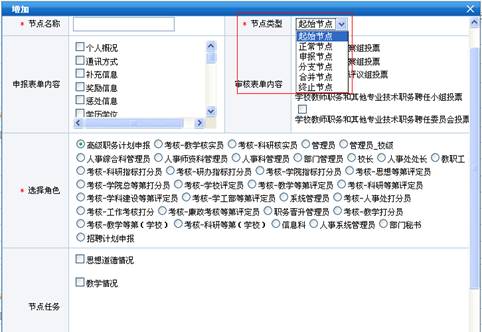 增加
* 节点名称
* 节点类型
起始节点
起始节点
正常节点
申报节点
分支节点
合并节点
终止节点
察组投票
察组投票
评议组投票
申报表单内容
个人概况
通讯方式
补充信息
奖励信息
惩处信息
学历学位
审核表单内容
学校教师职务和其他专业技术职务聘任小组投票
学校教师职务和其他专业技术职务聘任委员会投票
* 选择角色
高级职务计划申报 考核-教学核实员 考核-科研核实员 管理员 管理员_校级
人事综合科管理员 人事师资科管理员 人事科管理员 部门管理员 校长 人事处处长 教职工
考核-科研指标打分员 考核-研办指标打分员 考核-学院指标打分员 考核-思想等第评定员
考核-学院总等第打分员 考核-学校评定员 考核-教学等第评定员 考核-科研等第评定员
考核-学科建设等第评定员 考核-学工部等第评定员 系统管理员 考核-人事处打分员
考核-工作考核打分 考核-廉政考核等第评定员 职务晋升管理员 考核-教学打分员
考核-教学等第(学校) 考核-科研等第(学校) 信息科 人事系统管理员 部门秘书
招聘计划申报
节点任务
思想道德情况
教学情况